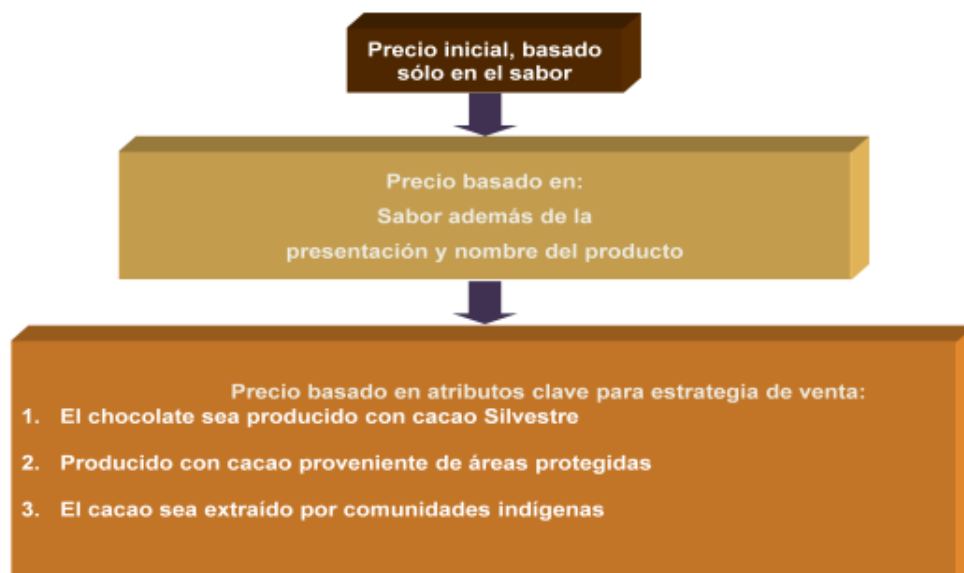 Precio inicial, basado
sólo en el sabor
Precio basado en:
Sabor además de la
presentación y nombre del producto
Precio basado en atributos clave para estrategia de venta:
1. El chocolate sea producido con cacao Silvestre
2. Producido con cacao proveniente de áreas protegidas
3. El cacao sea extraído por comunidades indígenas